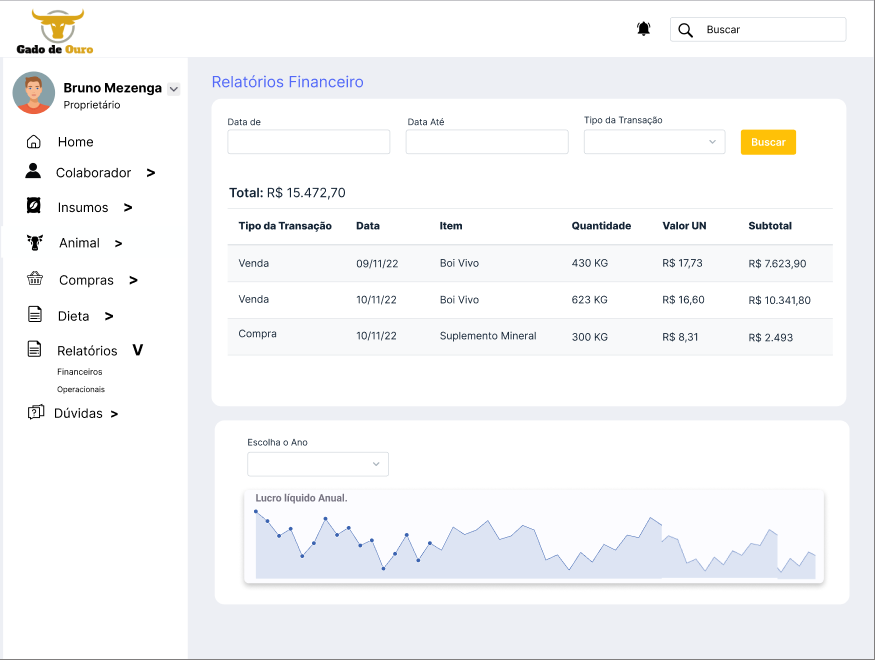 Gado de Ouro
Buscar
Bruno Mezenga
Proprietário
Home
Colaborador >
Insumos >
Animal >
Compras >
Dieta >
Relatórios V
Financeiros
Operacionais
Dúvidas >
Relatórios Financeiro
Data de Data Até Tipo da Transação
Buscar
Total: R$ 15.472,70
Tipo da Transação Data Item Quantidade Valor UN Subtotal
Venda 09/11/22 Boi Vivo 430 KG R$ 17,73 R$ 7.623,90
Venda 10/11/22 Boi Vivo 623 KG R$ 16,60 R$ 10.341,80
Compra 10/11/22 Suplemento Mineral 300 KG R$ 8,31 R$ 2.493
Escolha o Ano
Lucro líquido Anual.